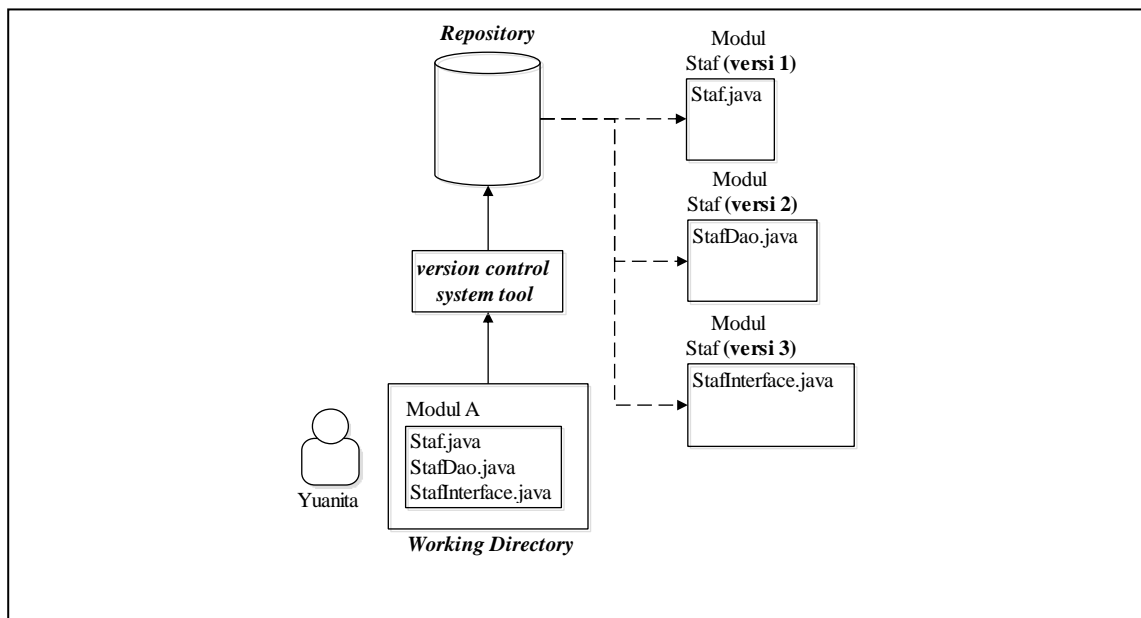 Repository
Modul
Staf (versi 1)
Staf.java
Modul
Staf (versi 2)
StafDao.java
version control
system tool
Modul
Staf (versi 3)
StafInterface.java
Modul A
Staf.java
StafDao.java
StafInterface.java
Yuanita
Working Directory